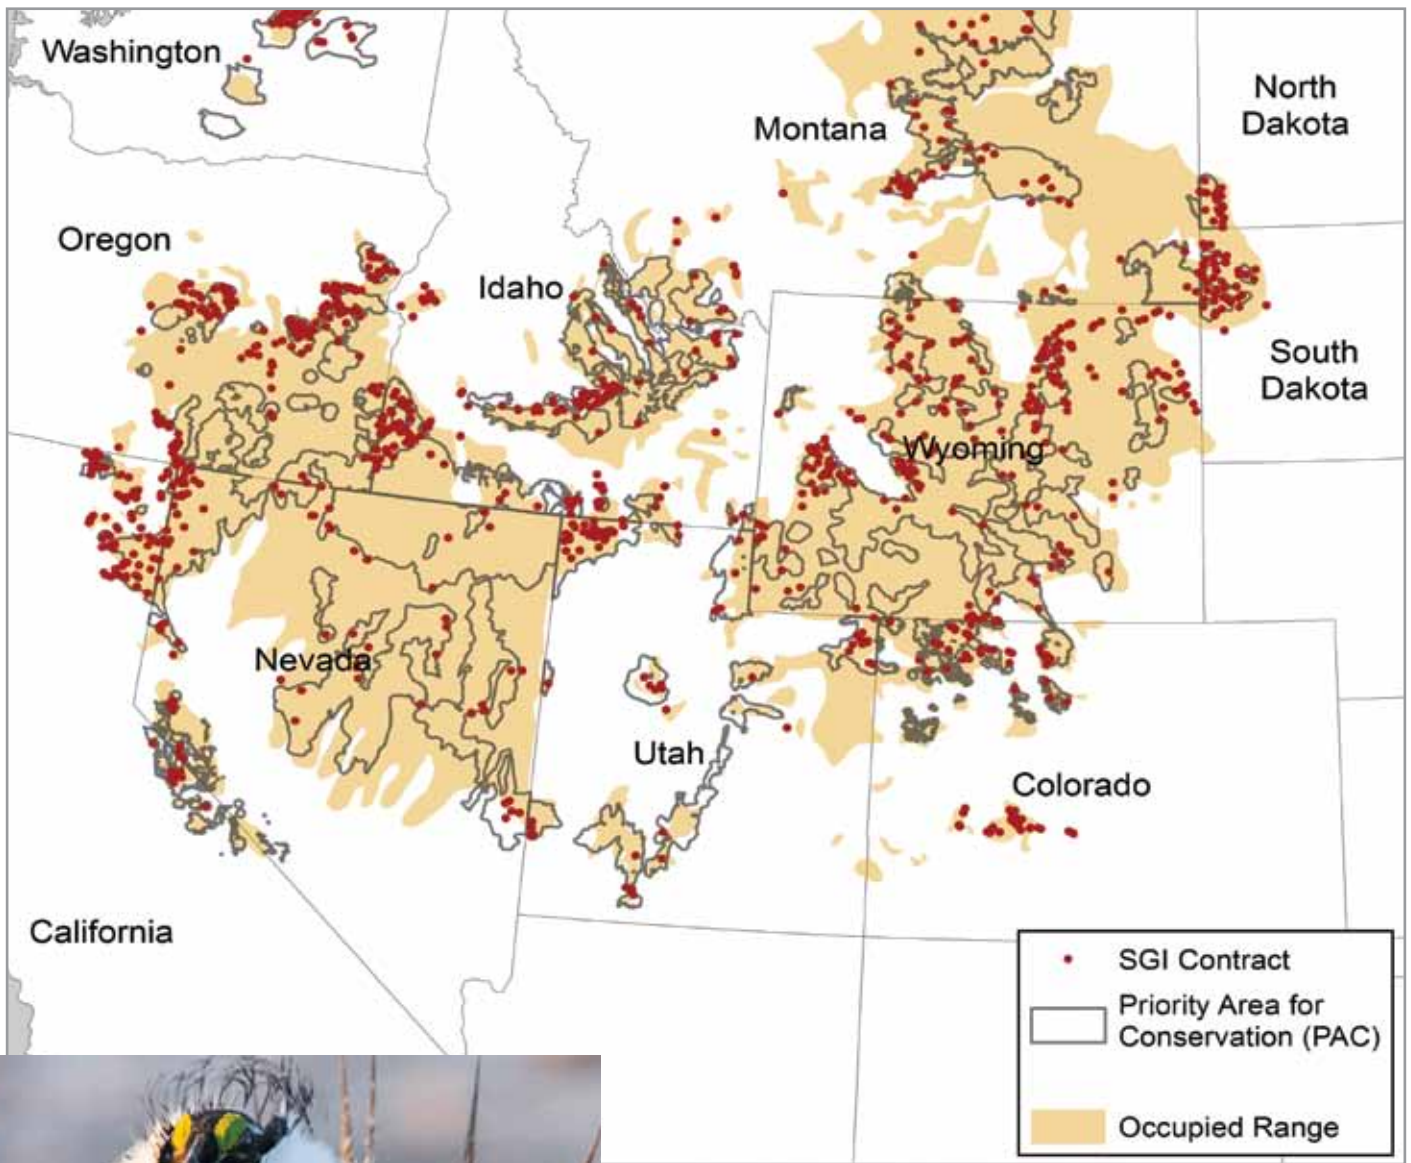 Washington
North
Dakota
Montana
Oregon
Idaho
South
Dakota
Wyoming
Nevada
Utah
Colorado
California
SGI Contract
Priority Area for
Conservation (PAC)
Occupied Range